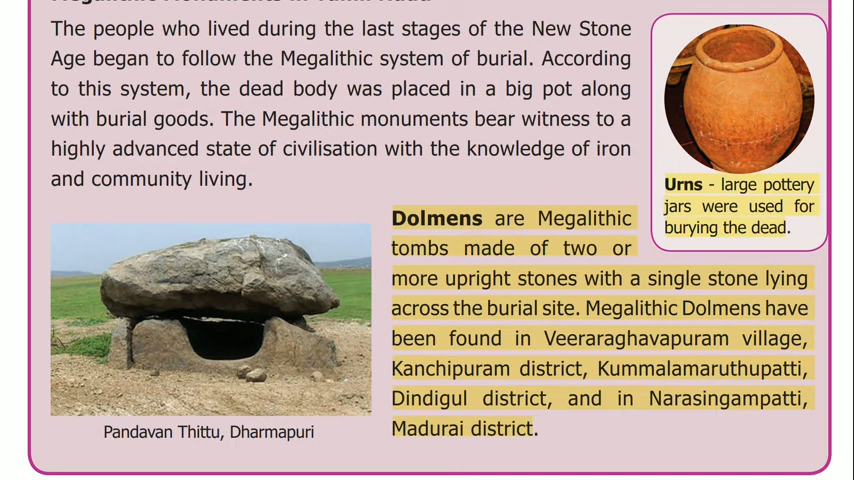 The people who lived during the last stages of the New Stone
Age began to follow the Megalithic system of burial. According
to this system, the dead body was placed in a big pot along
with burial goods. The Megalithic monuments bear witness to a
highly advanced state of civilisation with the knowledge of iron
and community living.
Urns - large pottery
jars were used for
burying the dead.
Dolmens are Megalithic
tombs made of two or
more upright stones with a single stone lying
across the burial site. Megalithic Dolmens have
been found in Veeraraghavapuram village,
Kanchipuram district, Kummalamaruthupatti,
Dindigul district, and in Narasingampatti,
Madurai district.
Pandavan Thittu, Dharmapuri